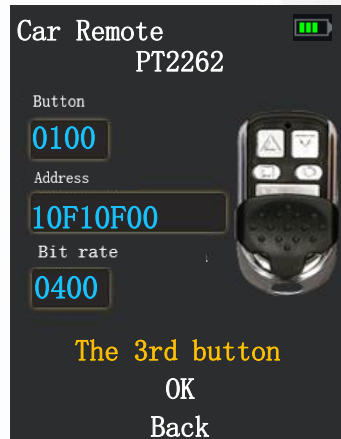 Car Remote
PT2262
Button
0100
Address
10F10F00
Bit rate
0400
The 3rd button
OK
Back